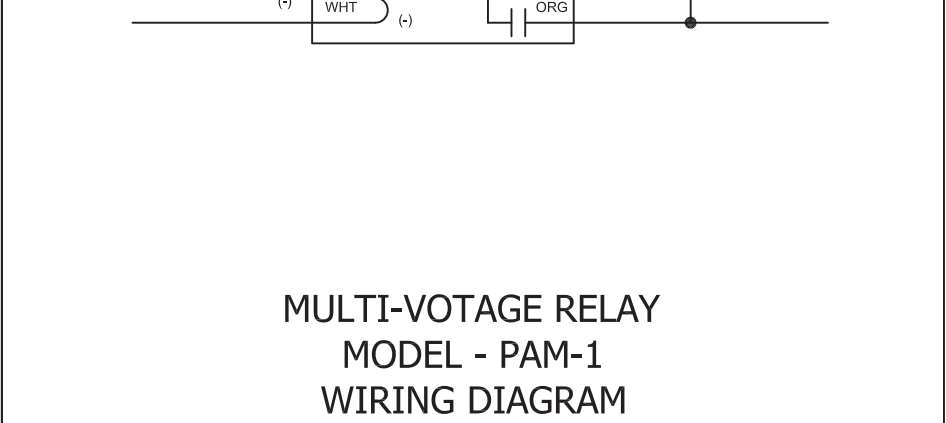 (-) WHT ORG
(-)
MULTI-VOTAGE RELAY
MODEL - PAM-1
WIRING DIAGRAM